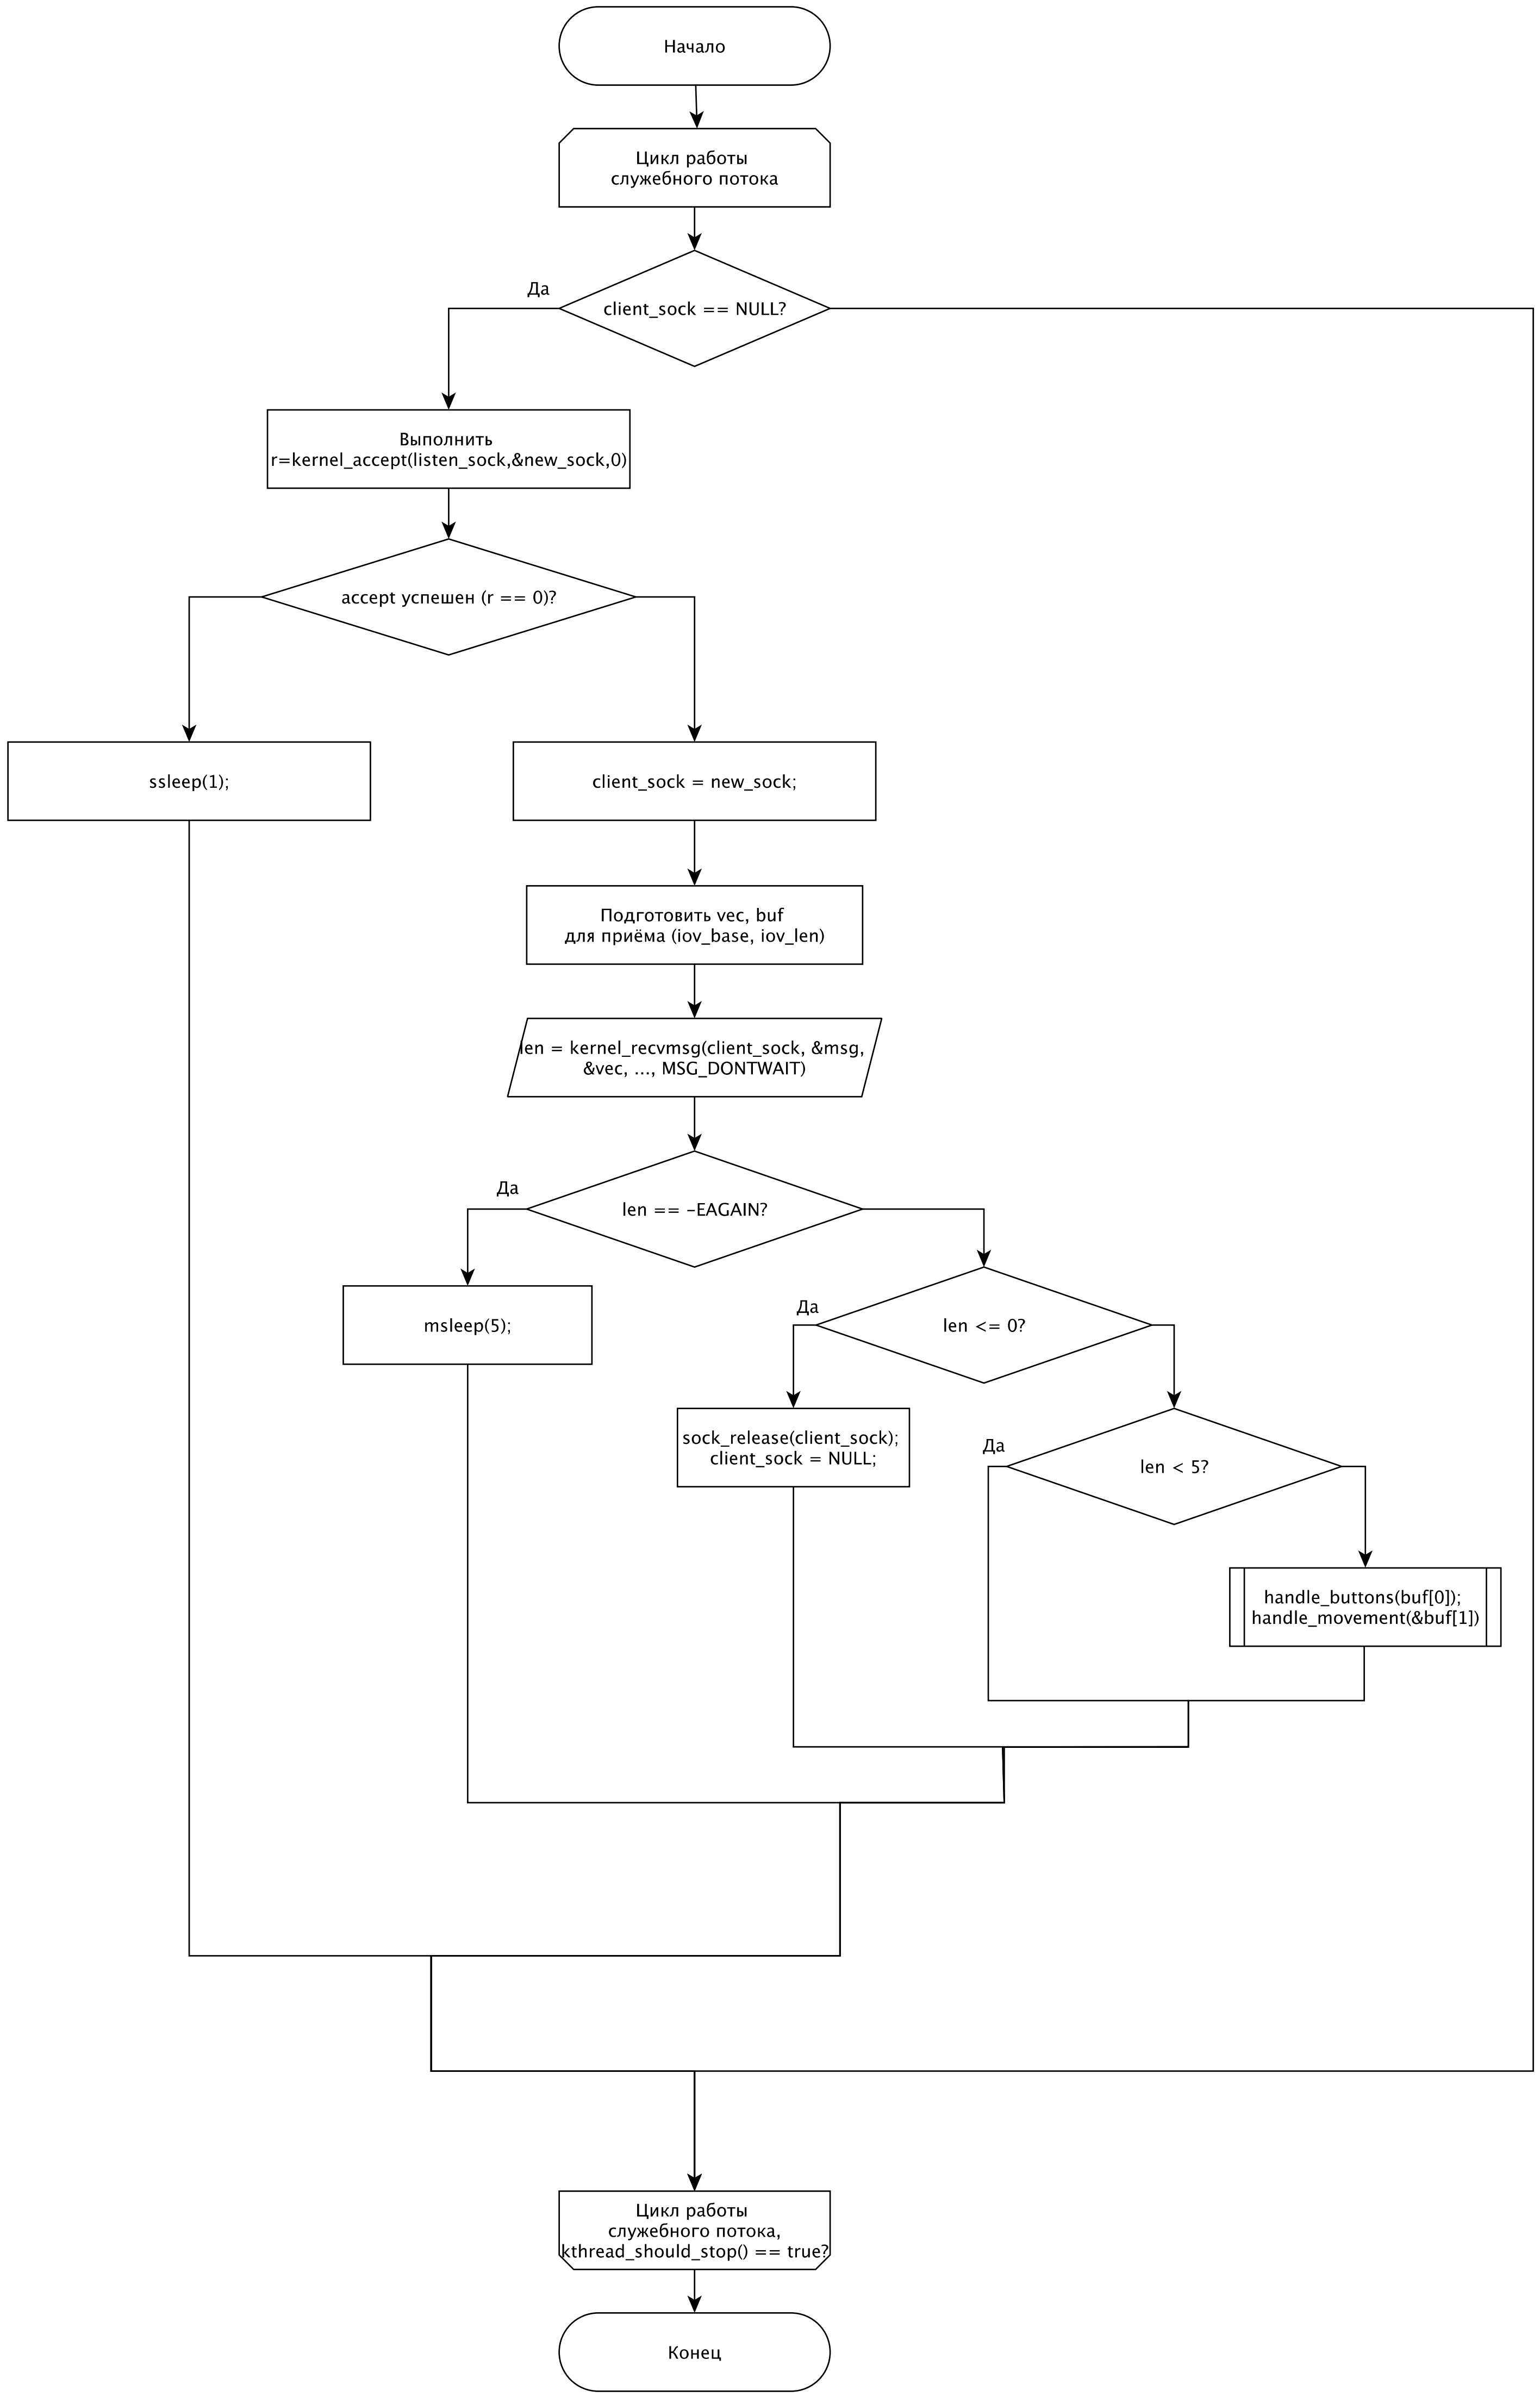 Начало
Цикл работы
служебного потока
Да
client_sock == NULL?
Выполнить
r=kernel_accept(listen_sock,&new_sock,0)
accept успешен (r == 0)?
ssleep(1);
client_sock = new_sock;
Подготовить vec, buf
для приёма (iov_base, iov_len)
len = kernel_recvmsg(client_sock, &msg,
&vec, ..., MSG_DONTWAIT)
Да
len == -EAGAIN?
msleep(5);
Да
len <= 0?
sock_release(client_sock);
client_sock = NULL;
Да
len < 5?
handle_buttons(buf[0]);
handle_movement(&buf[1])
Цикл работы
служебного потока,
kthread_should_stop() == true?
Конец